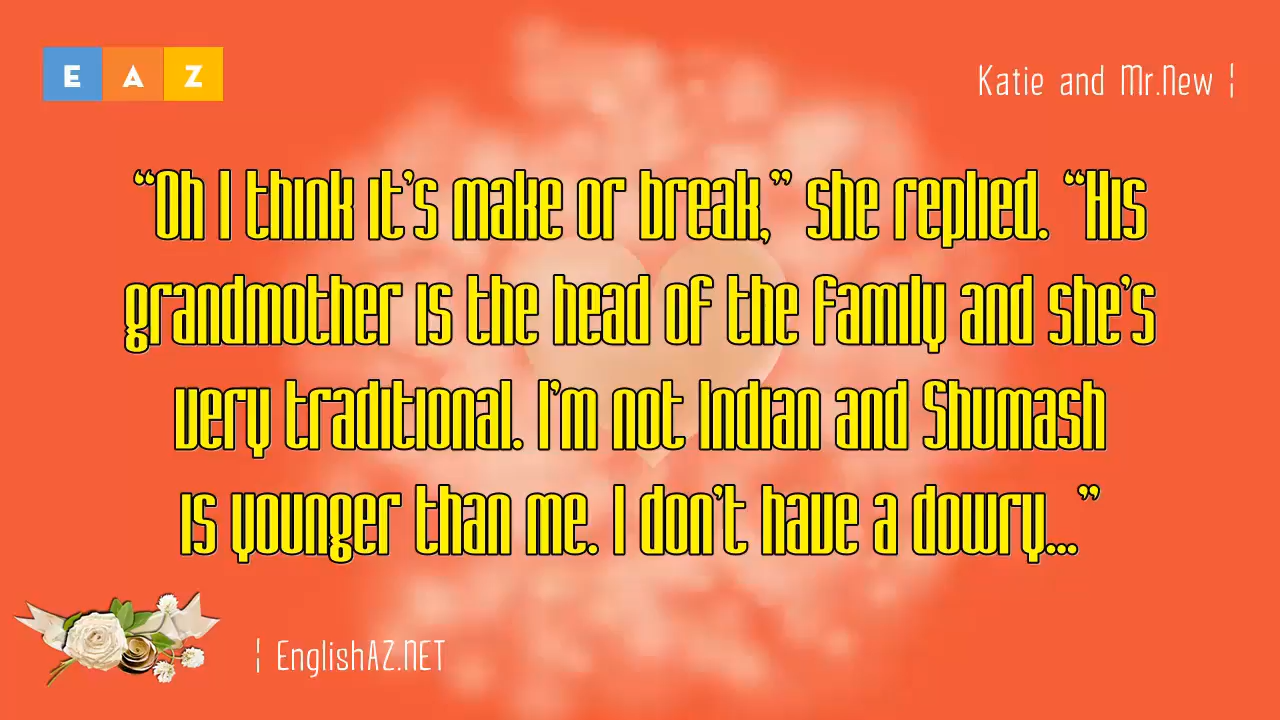 E A Z
Katie and Mr.New ¦
“Oh I think it’s make or break,” she replied. “His
grandmother is the head of the family and she’s
very traditional. I’m not Indian and Shumash
is younger than me. I don’t have a dowry...”
¦ EnglishAZ.NET